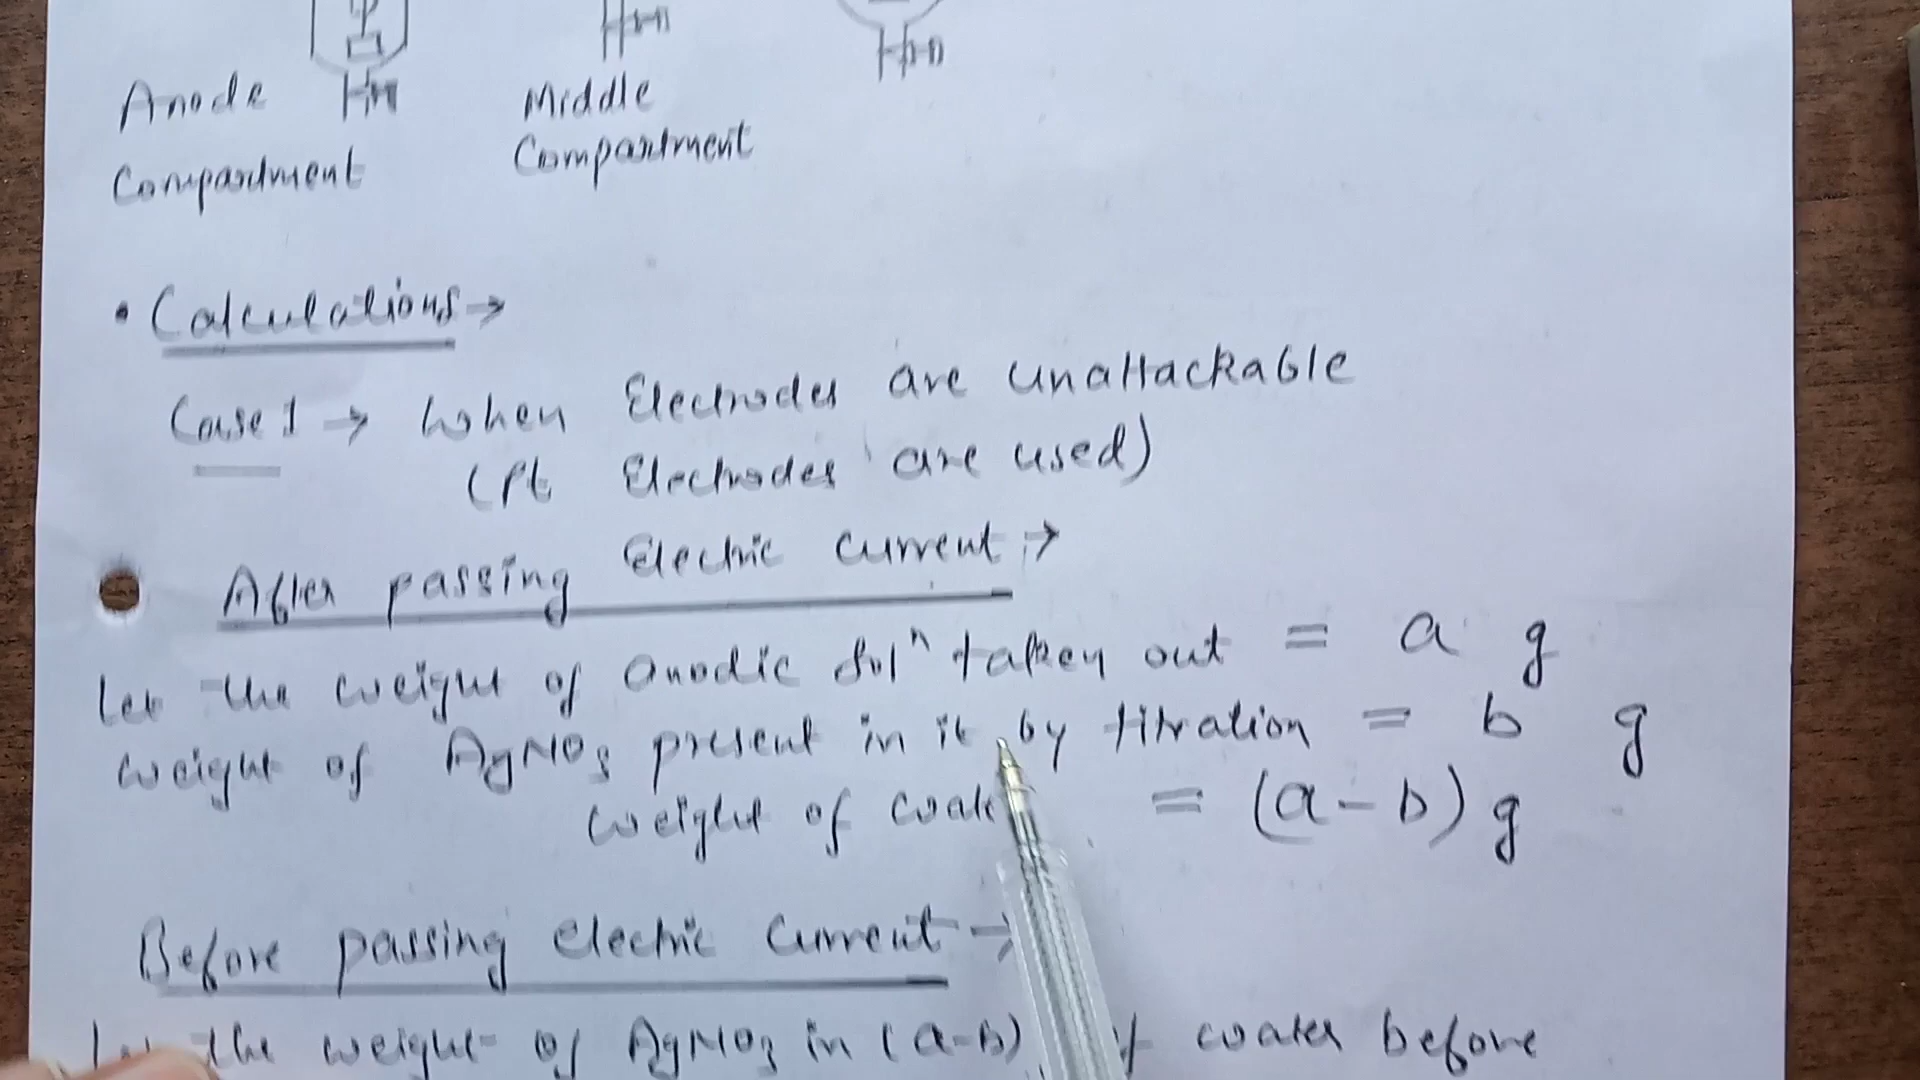 Anode
Compartment
Middle
Compartment
• Calculations →
Case 1 → When Electrodes are unattackable
(Pt Electrodes are used)
After passing Electric current →
Let the weight of anodic solⁿ taken out = a g
weight of AgNO3 present in it by titration = b g
weight of = (a-b) g
Before passing electric current →
the weight of AgNO3 in (a-b) of water before